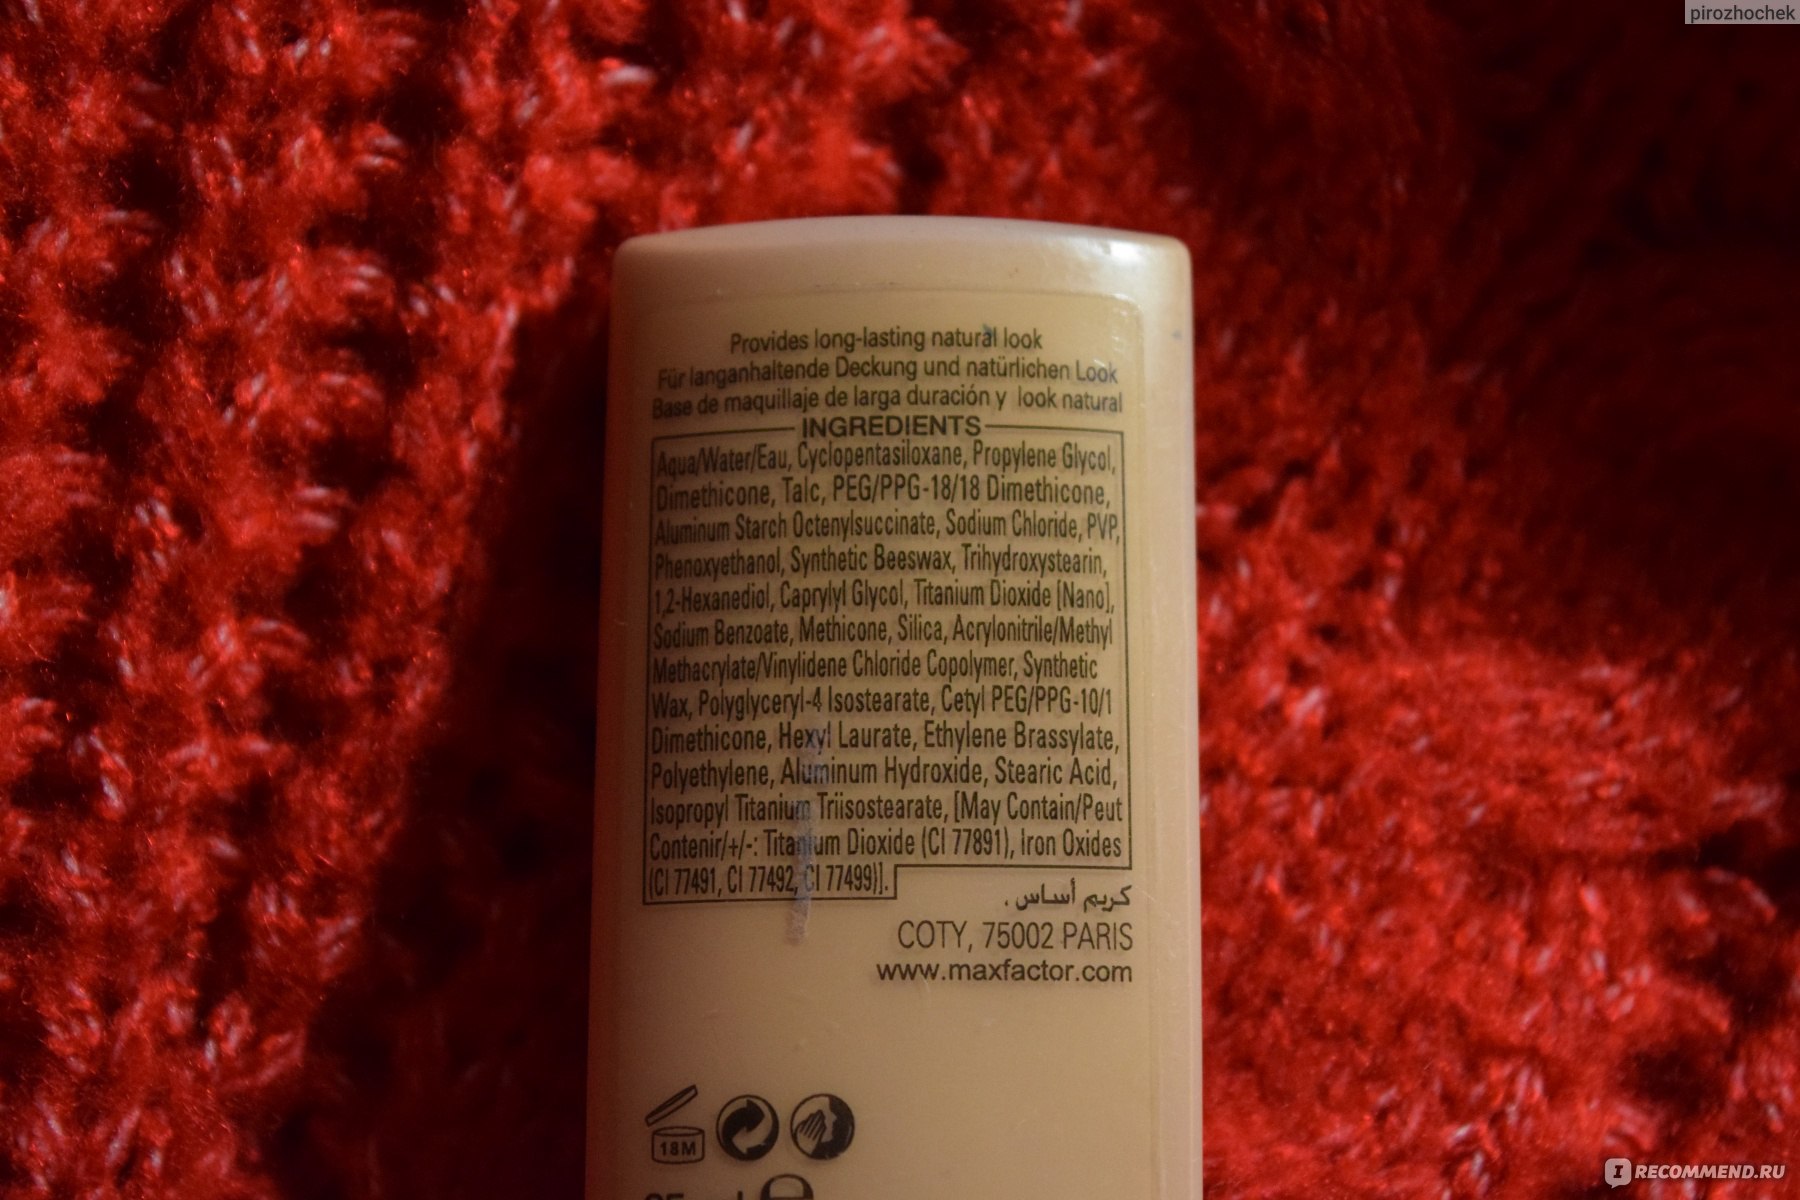 pirozhochek
Provides long-lasting natural look
Für langanhaltende Deckung und natürlichen Look
Base de maquillaje de larga duración y look natural
INGREDIENTS
Aqua/Water/Eau, Cyclopentasiloxane, Propylene Glycol,
Dimethicone, Talc, PEG/PPG-18/18 Dimethicone,
Aluminum Starch Octenylsuccinate, Sodium Chloride, PVP,
Phenoxyethanol, Synthetic Beeswax, Trihydroxystearin,
1,2-Hexanediol, Caprylyl Glycol, Titanium Dioxide [Nano],
Sodium Benzoate, Methicone, Silica, Acrylonitrile/Methyl
Methacrylate/Vinylidene Chloride Copolymer, Synthetic
Wax, Polyglyceryl-4 Isostearate, Cetyl PEG/PPG-10/1
Dimethicone, Hexyl Laurate, Ethylene Brassylate,
Polyethylene, Aluminum Hydroxide, Stearic Acid,
Isopropyl Titanium Triisostearate, [May Contain/Peut
Contenir/+/-: Titanium Dioxide (CI 77891), Iron Oxides
(CI 77491, CI 77492, CI 77499)].
كريم أساس .
COTY, 75002 PARIS
www.maxfactor.com
18M
IRECOMMEND.RU